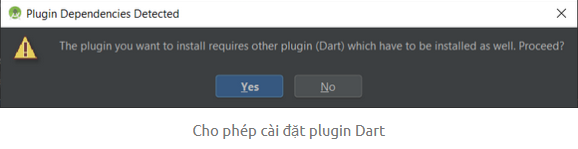 Plugin Dependencies Detected
The plugin you want to install requires other plugin (Dart) which have to be installed as well. Proceed?
Yes
No
Cho phép cài đặt plugin Dart